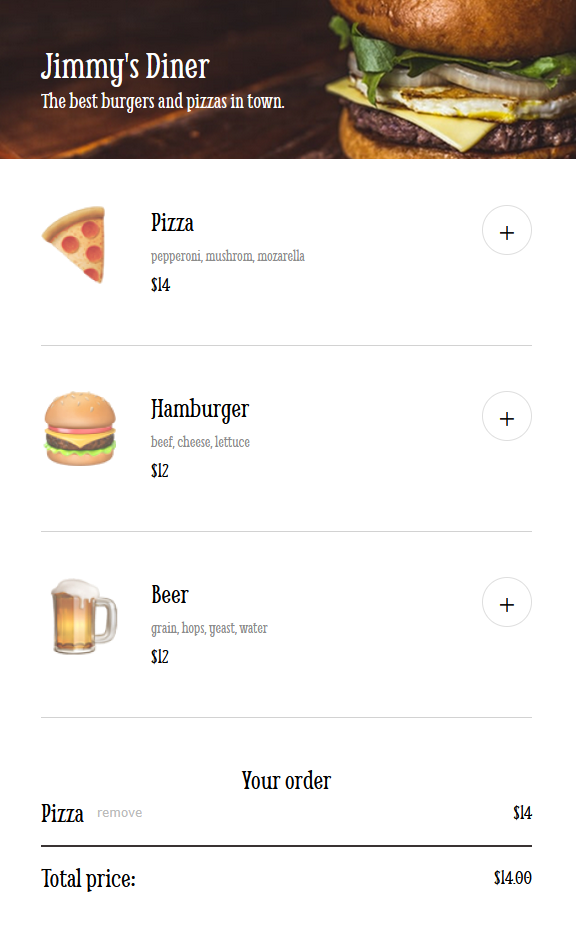 Jimmy's Diner
The best burgers and pizzas in town.
Pizza
+
pepperoni, mushrom, mozarella
$14
Hamburger
+
beef, cheese, lettuce
$12
Beer
+
grain, hops, yeast, water
$12
Your order
Pizza remove $14
Total price: $14.00